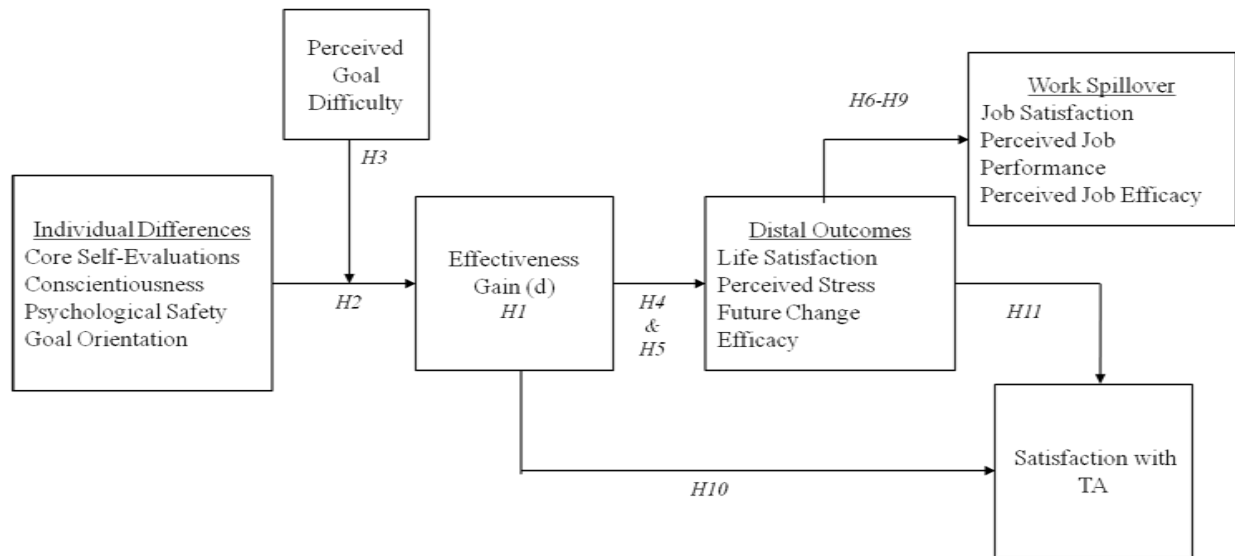 Perceived
Goal
Difficulty
H3
Individual Differences
Core Self-Evaluations
Conscientiousness
Psychological Safety
Goal Orientation
H2
Effectiveness
Gain (d)
H1
H4
&
H5
Distal Outcomes
Life Satisfaction
Perceived Stress
Future Change
Efficacy
H6-H9
Work Spillover
Job Satisfaction
Perceived Job
Performance
Perceived Job Efficacy
H11
H10
Satisfaction with
TA